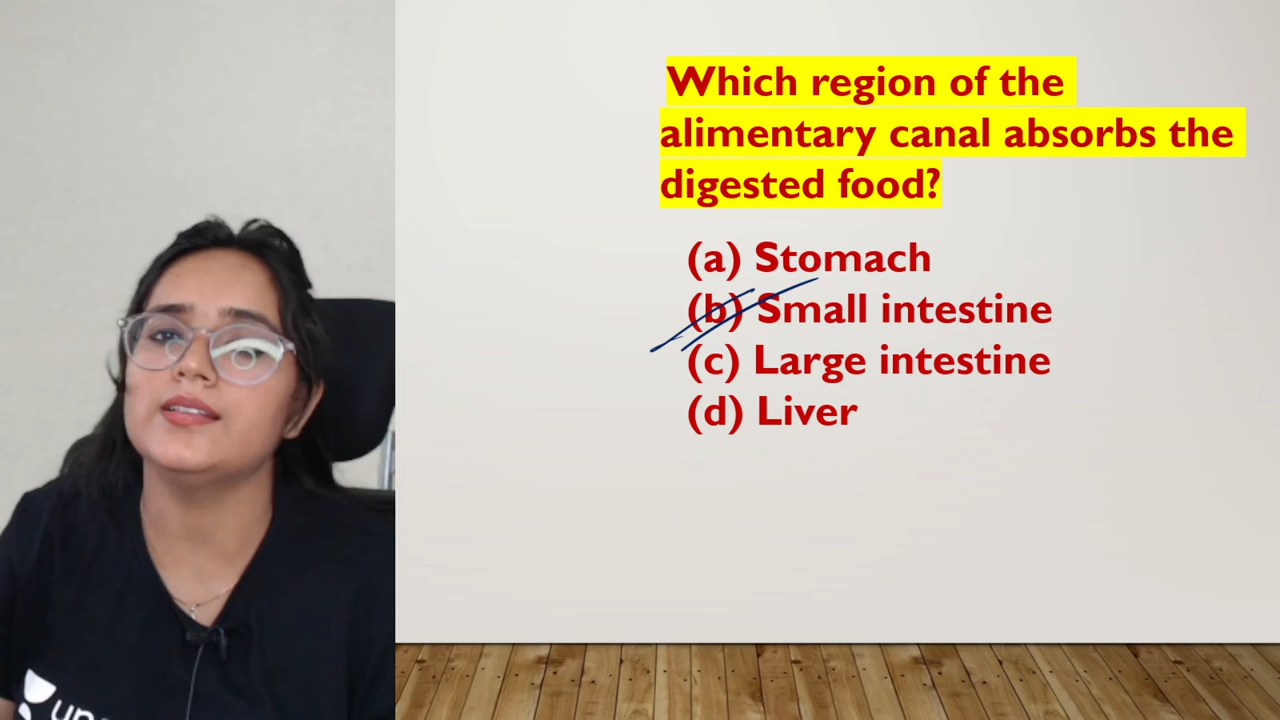 Which region of the
alimentary canal absorbs the
digested food?
(a) Stomach
(b) Small intestine
(c) Large intestine
(d) Liver